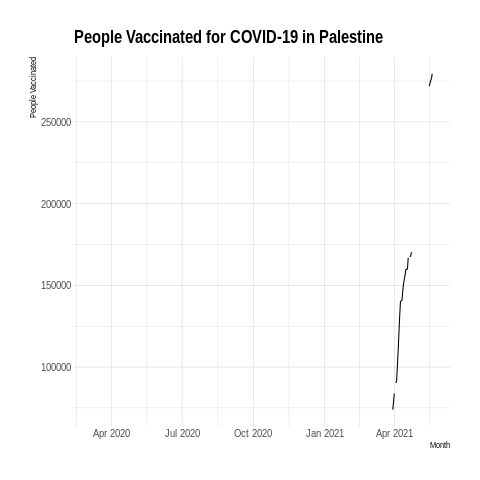 People Vaccinated for COVID-19 in Palestine
People Vaccinated
250000
200000
150000
100000
Apr 2020 Jul 2020 Oct 2020 Jan 2021 Apr 2021
Month